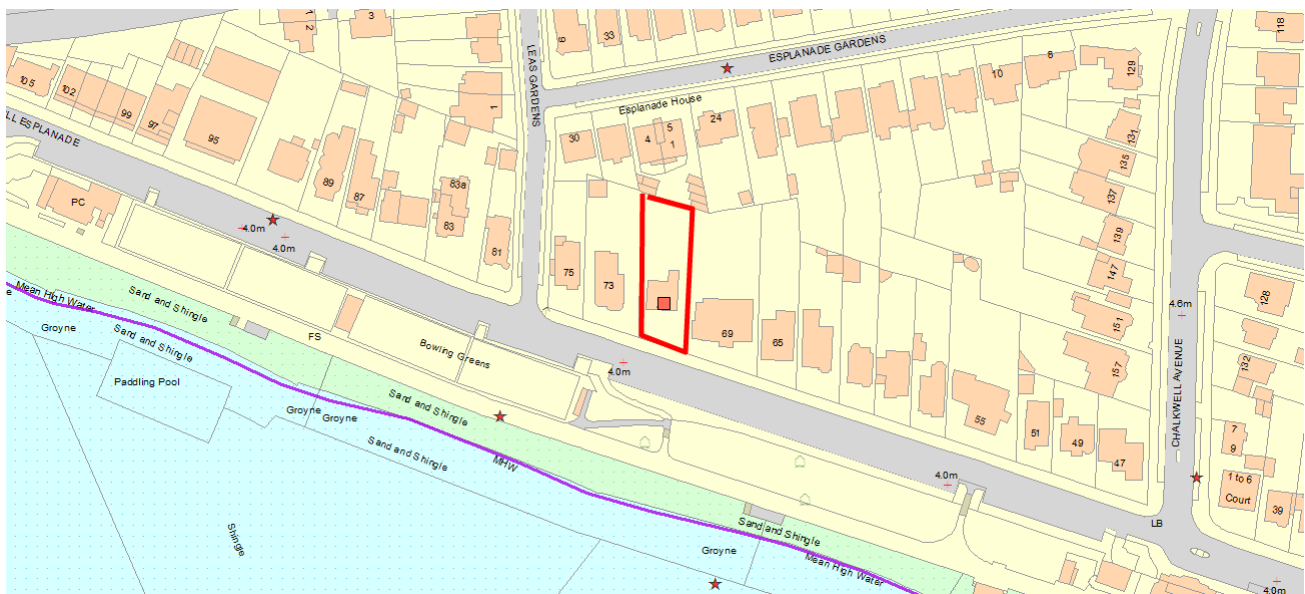 1
2
3
6
33
ESPLANADE GARDENS
118
105
102
99
97
95
LEAS GARDENS
1
Esplanade House
10
8
129
131
30
4
5
1
24
135
LL ESPLANADE
89
87
83a
83
81
137
139
147
PC
4.0m
4.0m
75
73
69
65
151
157
4.6m
128
132
CHALKWELL AVENUE
Mean High Water
Sand and Shingle
Groyne
Sand and Shingle
FS
Bowling Greens
4.0m
Paddling Pool
Groyne
Groyne
Sand and Shingle
Sand and Shingle
MHW
55
51
49
47
7
9
1 to 6
Court
39
4.0m
LB
Shingle
Sand and Shingle
Groyne
Mean High Water
4.0m